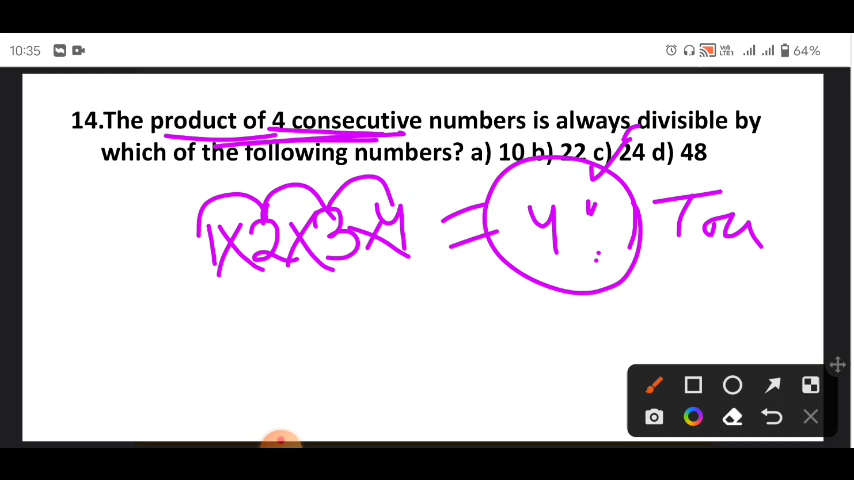 10:35 64%
14.The product of 4 consecutive numbers is always divisible by
which of the following numbers? a) 10 b) 22 c) 24 d) 48
1x2x3x4 = 4